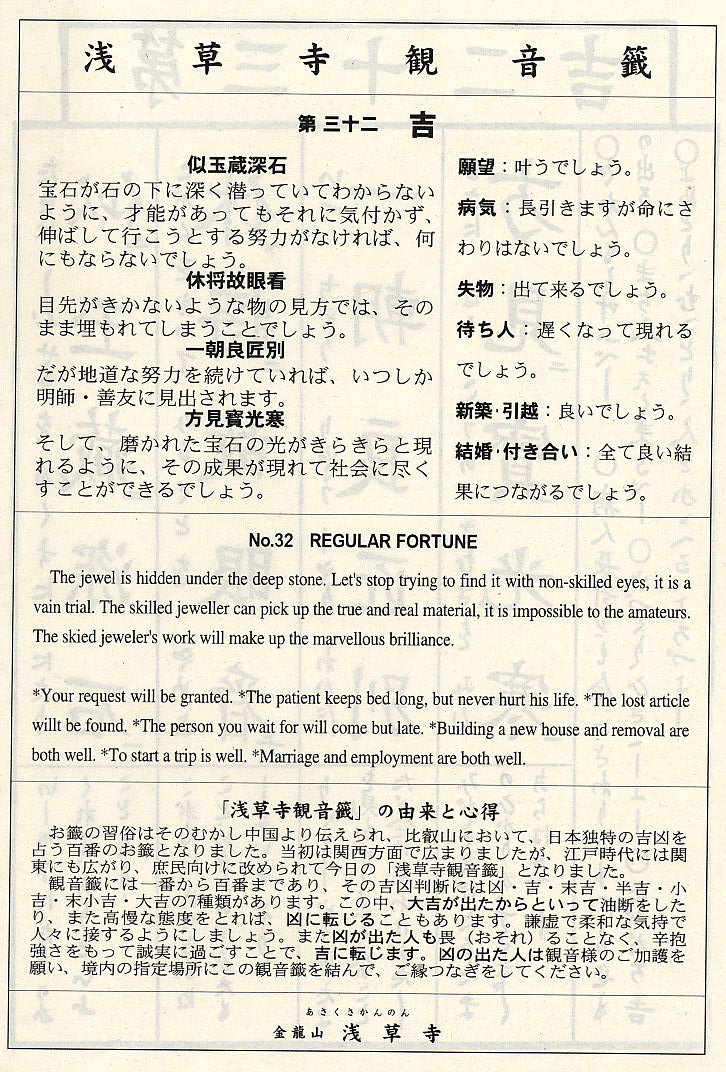 浅草寺観音籤
第三十二 吉
似玉蔵深石
宝石が石の下に深く潜っていてわからない
ように、才能があってもそれに気付かず、
伸ばして行こうとする努力がなければ、何
にもならないでしょう。
休将故眼看
目先がきかないような物の見方では、その
まま埋もれてしまうことでしょう。
一朝良匠別
だが地道な努力を続けていれば、いつしか
明師・善友に見出されます。
方見寳光寒
そして、磨かれた宝石の光がきらきらと現
れるように、その成果が現れて社会に尽く
すことができるでしょう。
願望：叶うでしょう。
病気：長引きますが命にさ
わりはないでしょう。
失物：出て来るでしょう。
待ち人：遅くなって現れる
でしょう。
新築・引越：良いでしょう。
結婚・付き合い：全て良い結
果につながるでしょう。
No.32 REGULAR FORTUNE
The jewel is hidden under the deep stone. Let's stop trying to find it with non-skilled eyes, it is a
vain trial. The skilled jeweller can pick up the true and real material, it is impossible to the amateurs.
The skied jeweler's work will make up the marvellous brilliance.
*Your request will be granted. *The patient keeps bed long, but never hurt his life. *The lost article
willt be found. *The person you wait for will come but late. *Building a new house and removal are
both well. *To start a trip is well. *Marriage and employment are both well.
「浅草寺観音籤」の由来と心得
お籤の習俗はそのむかし中国より伝えられ、比叡山において、日本独特の吉凶を
占う百番のお籤となりました。当初は関西方面で広まりましたが、江戸時代には関
東にも広がり、庶民向けに改められて今日の「浅草寺観音籤」となりました。
観音籤には一番から百番まであり、その吉凶判断には凶・吉・末吉・半吉・小
吉・末小吉・大吉の7種類があります。この中、大吉が出たからといって油断をした
り、また高慢な態度をとれば、凶に転じることもあります。謙虚で柔和な気持で
人々に接するようにしましょう。また凶が出た人も畏（おそれ）ることなく、辛抱
強さをもって誠実に過ごすことで、吉に転じます。凶の出た人は観音様のご加護を
願い、境内の指定場所にこの観音籤を結んで、ご縁つなぎをしてください。
あさくさかんのん
金龍山 浅草寺